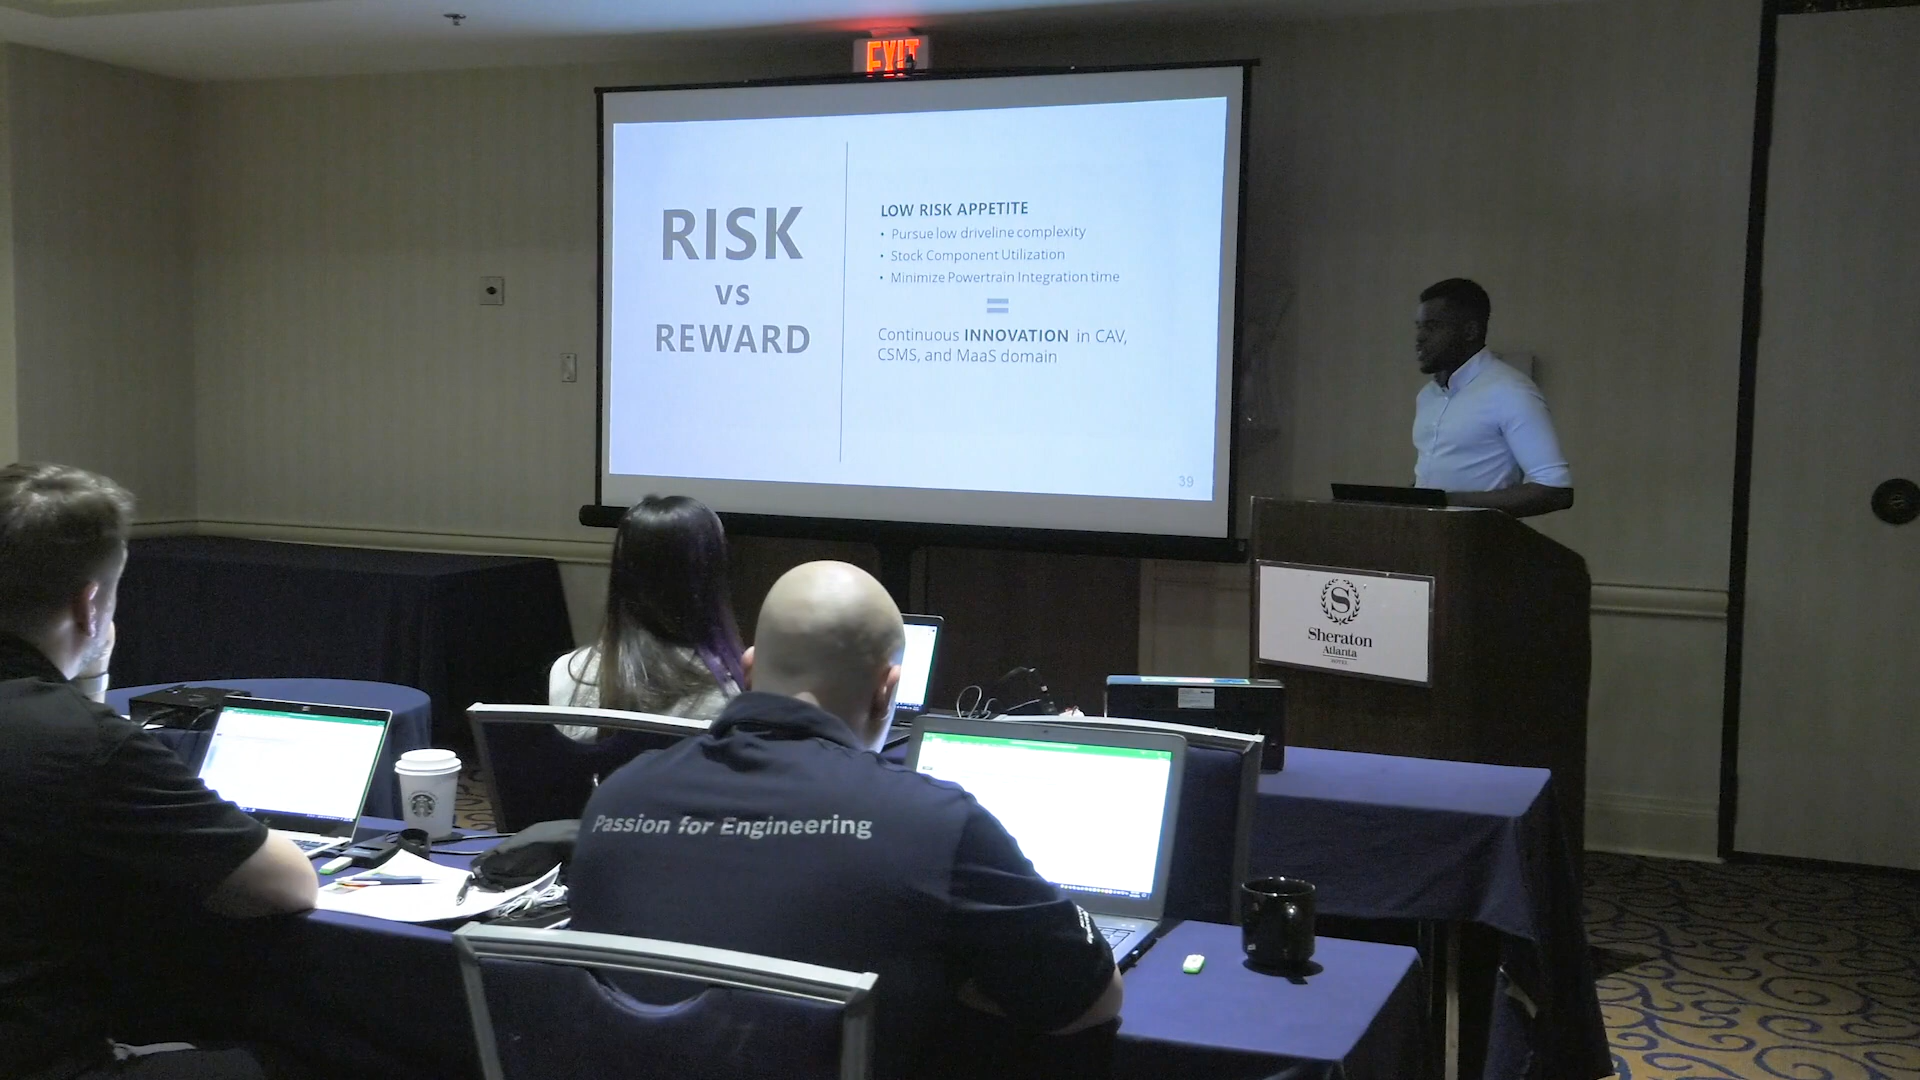 EXIT
RISK
VS
REWARD
LOW RISK APPETITE
• Pursue low driveline complexity
• Stock Component Utilization
• Minimize Powertrain Integration time
=
Continuous INNOVATION in CAV,
CSMS, and MaaS domain
39
S
Sheraton
Atlanta
HOTEL
Passion for Engineering